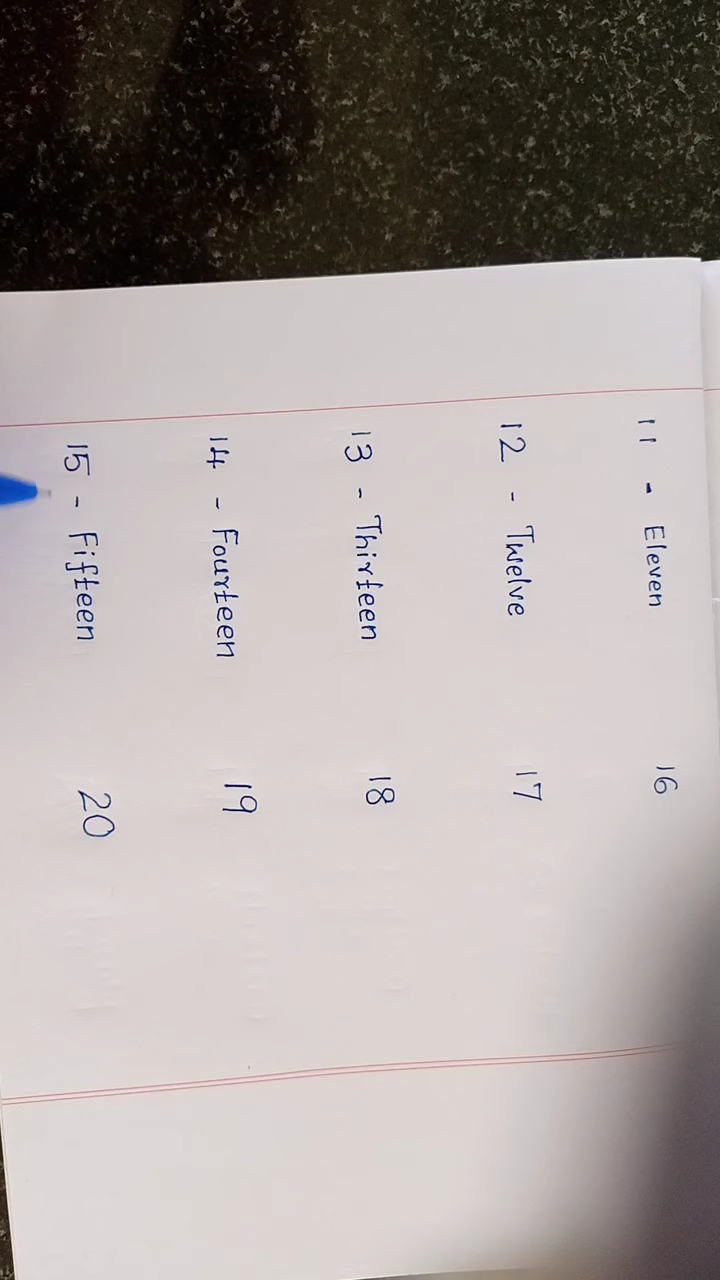 11 - Eleven 16
12 - Twelve 17
13 - Thirteen 18
14 - Fourteen 19
15 - Fifteen 20